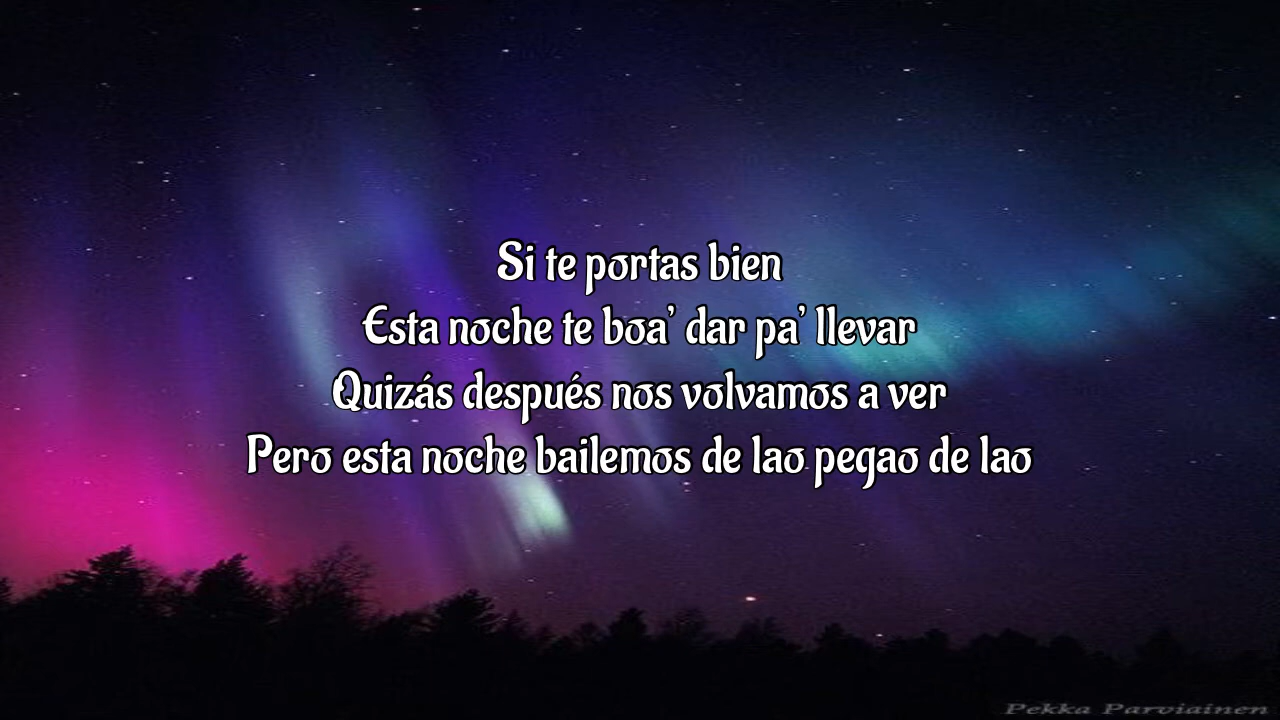 Si te portas bien
Esta noche te boa' dar pa' llevar
Quizás después nos volvamos a ver
Pero esta noche bailemos de lao pegao de lao
Pekka Parviainen